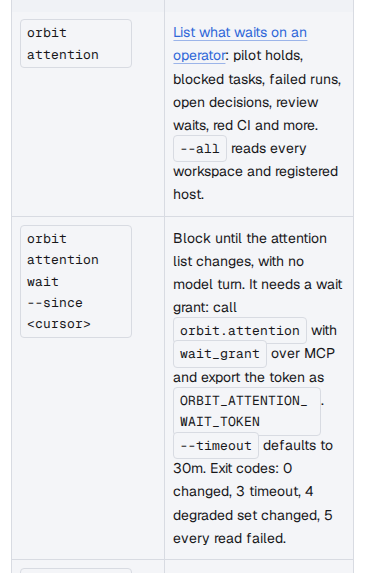 orbit
attention
List what waits on an
operator: pilot holds,
blocked tasks, failed runs,
open decisions, review
waits, red CI and more.
--all reads every
workspace and registered
host.
orbit
attention
wait
--since
<cursor>
Block until the attention
list changes, with no
model turn. It needs a wait
grant: call
orbit.attention with
wait_grant over MCP
and export the token as
ORBIT_ATTENTION_
WAIT_TOKEN.
--timeout defaults to
30m. Exit codes: 0
changed, 3 timeout, 4
degraded set changed, 5
every read failed.